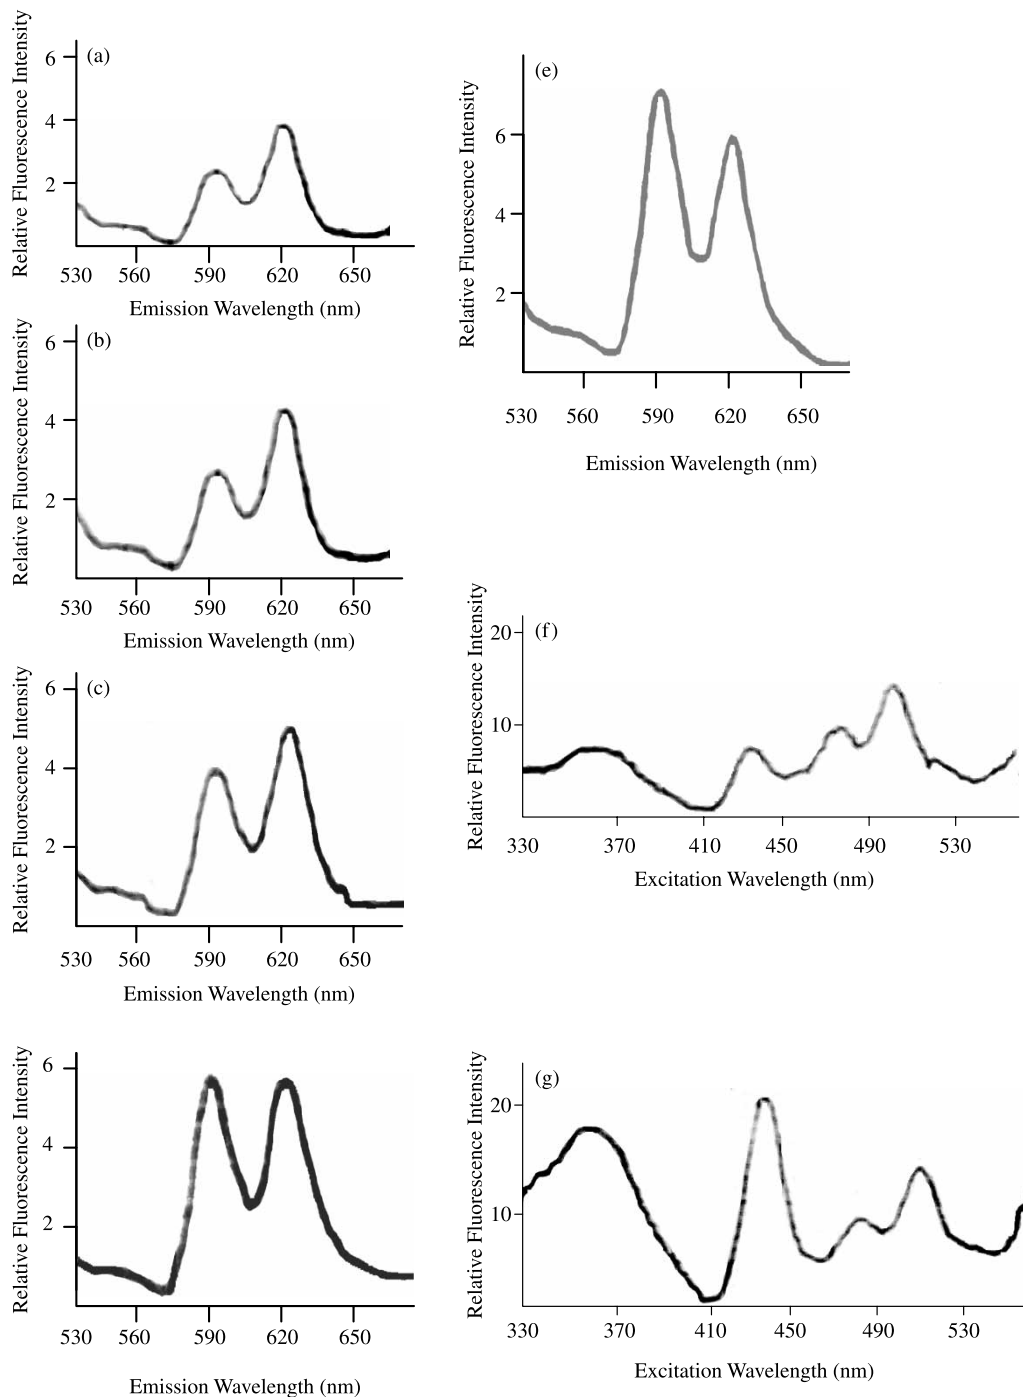 Relative Fluorescence Intensity
(a)
6
4
2
530 560 590 620 650
Emission Wavelength (nm)
Relative Fluorescence Intensity
(b)
6
4
2
530 560 590 620 650
Emission Wavelength (nm)
Relative Fluorescence Intensity
(c)
6
4
2
530 560 590 620 650
Emission Wavelength (nm)
Relative Fluorescence Intensity
6
4
2
530 560 590 620 650
Emission Wavelength (nm)
Relative Fluorescence Intensity
(e)
6
4
2
530 560 590 620 650
Emission Wavelength (nm)
Relative Fluorescence Intensity
(f)
20
10
330 370 410 450 490 530
Excitation Wavelength (nm)
Relative Fluorescence Intensity
(g)
20
10
330 370 410 450 490 530
Excitation Wavelength (nm)